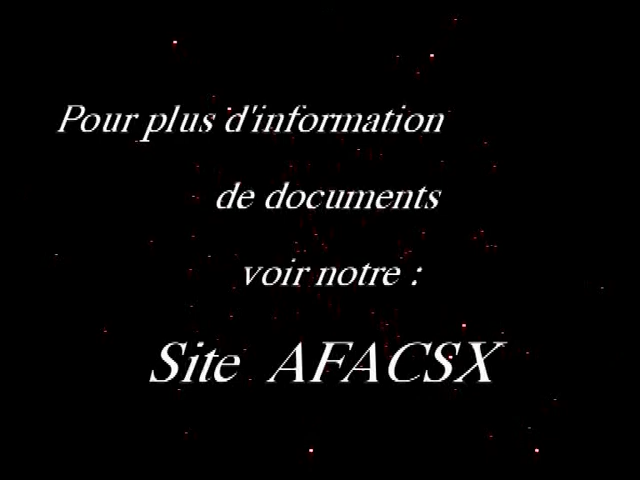 Pour plus d'information
de documents
voir notre :
Site AFACSX